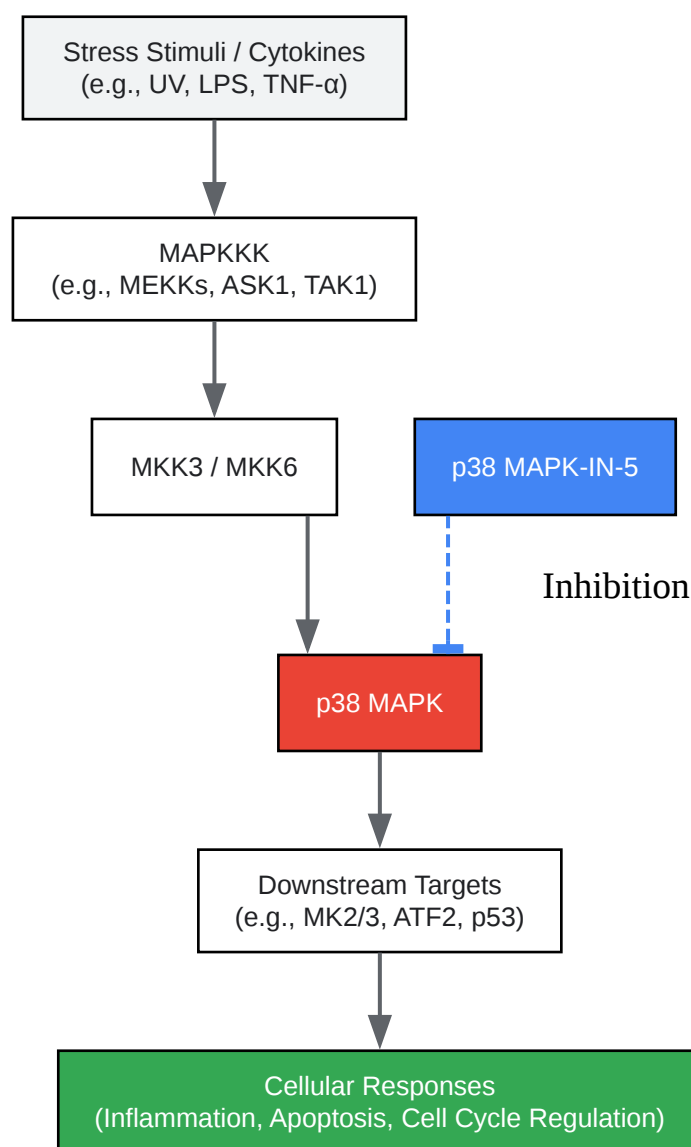 Stress Stimuli / Cytokines
(e.g., UV, LPS, TNF-α)
MAPKKK
(e.g., MEKKs, ASK1, TAK1)
MKK3 / MKK6
p38 MAPK-IN-5
Inhibition
p38 MAPK
Downstream Targets
(e.g., MK2/3, ATF2, p53)
Cellular Responses
(Inflammation, Apoptosis, Cell Cycle Regulation)